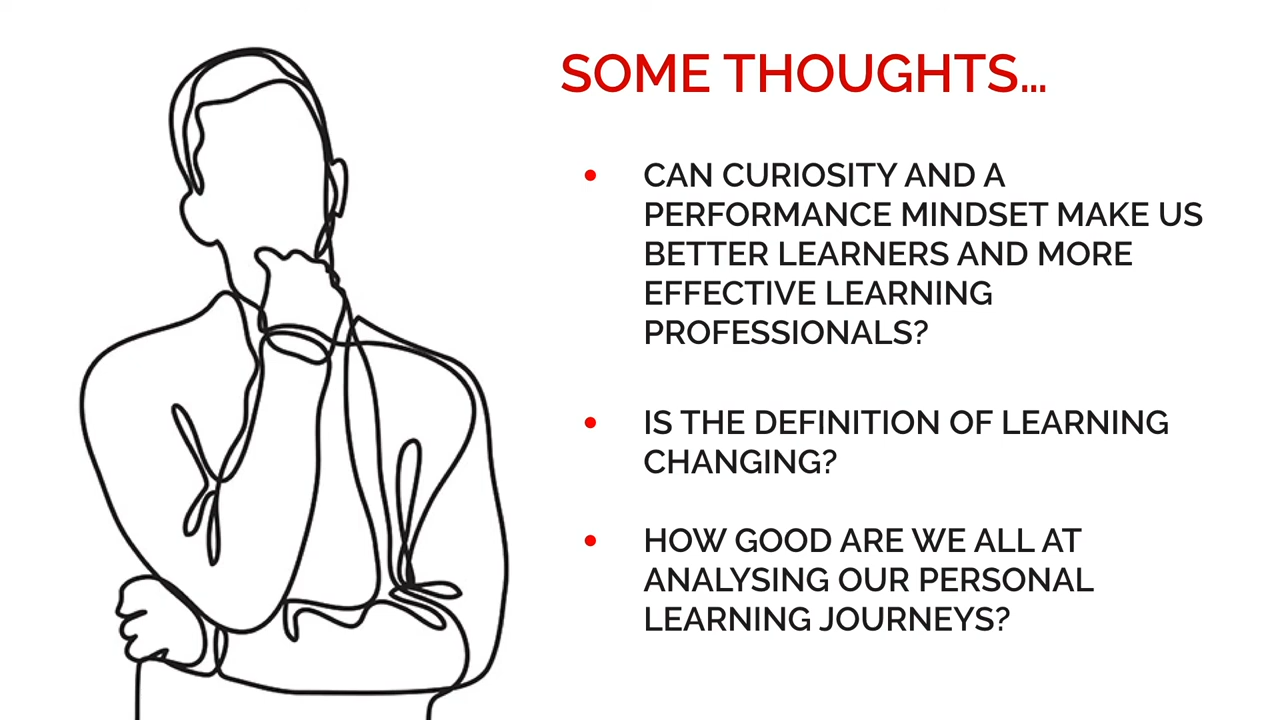 SOME THOUGHTS...
• CAN CURIOSITY AND A
PERFORMANCE MINDSET MAKE US
BETTER LEARNERS AND MORE
EFFECTIVE LEARNING
PROFESSIONALS?
• IS THE DEFINITION OF LEARNING
CHANGING?
• HOW GOOD ARE WE ALL AT
ANALYSING OUR PERSONAL
LEARNING JOURNEYS?